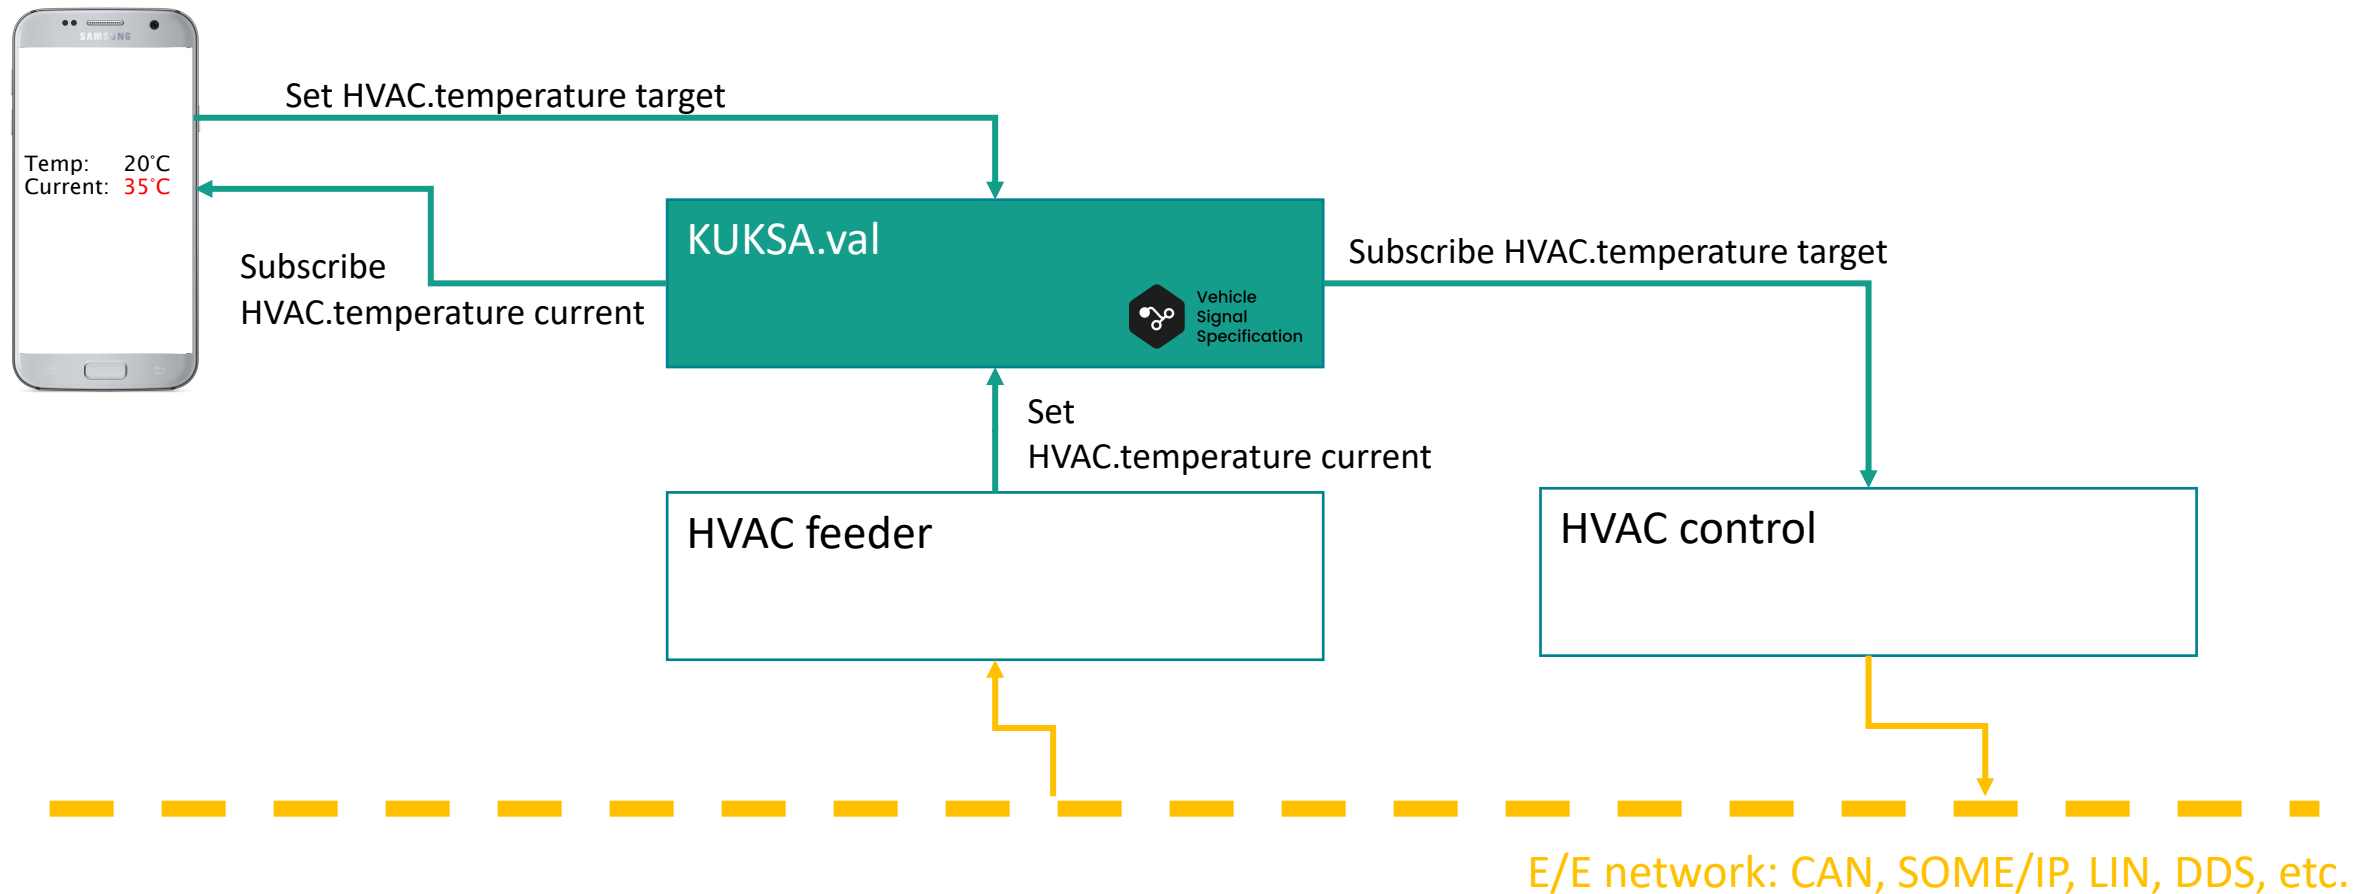 SAMSUNG
Set HVAC.temperature target
Temp: 20°C
Current: 35°C
Subscribe
HVAC.temperature current
KUKSA.val
Vehicle
Signal
Specification
Subscribe HVAC.temperature target
Set
HVAC.temperature current
HVAC feeder
HVAC control
E/E network: CAN, SOME/IP, LIN, DDS, etc.